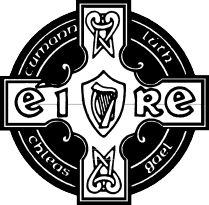 cumann lúth
éIRe
chleas gael